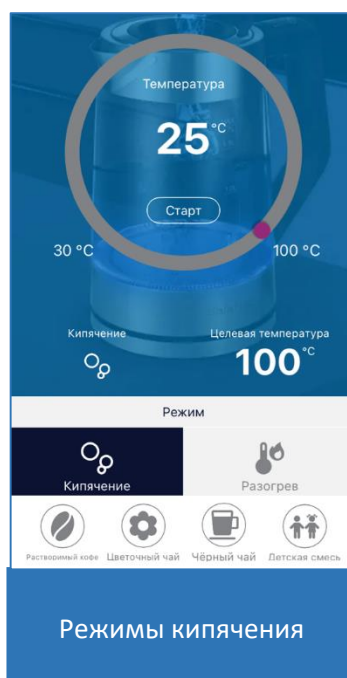 Температура
25°C
Старт
30 °C 100 °C
Кипячение Целевая температура
100°C
Режим
Кипячение Разогрев
Растворимый кофе Цветочный чай Чёрный чай Детская смесь
Режимы кипячения